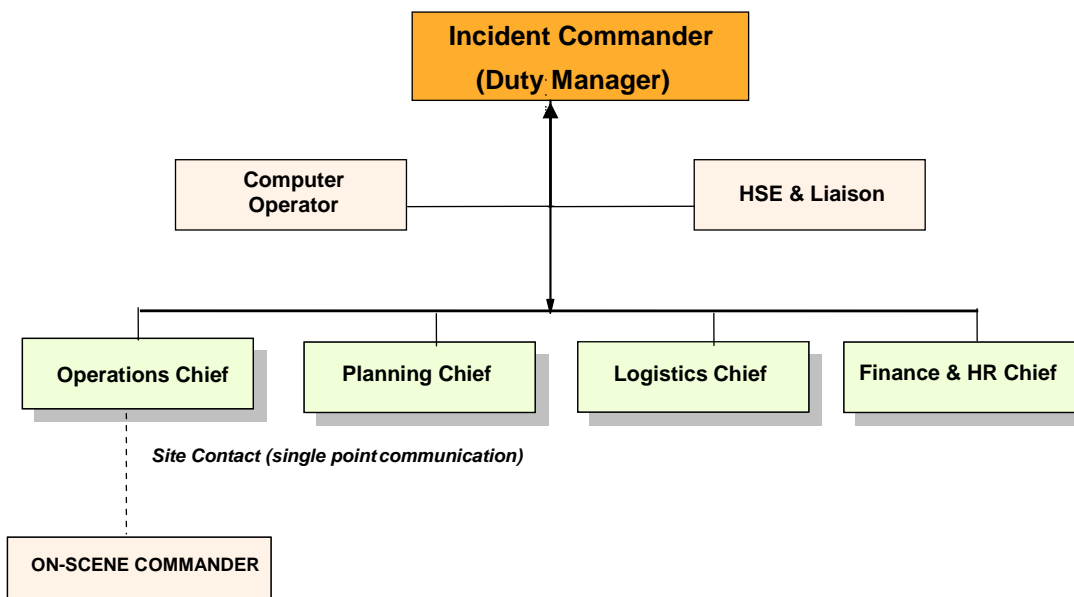 Incident Commander
(Duty Manager)
Computer
Operator
HSE & Liaison
Operations Chief
Planning Chief
Logistics Chief
Finance & HR Chief
Site Contact (single point communication)
ON-SCENE COMMANDER